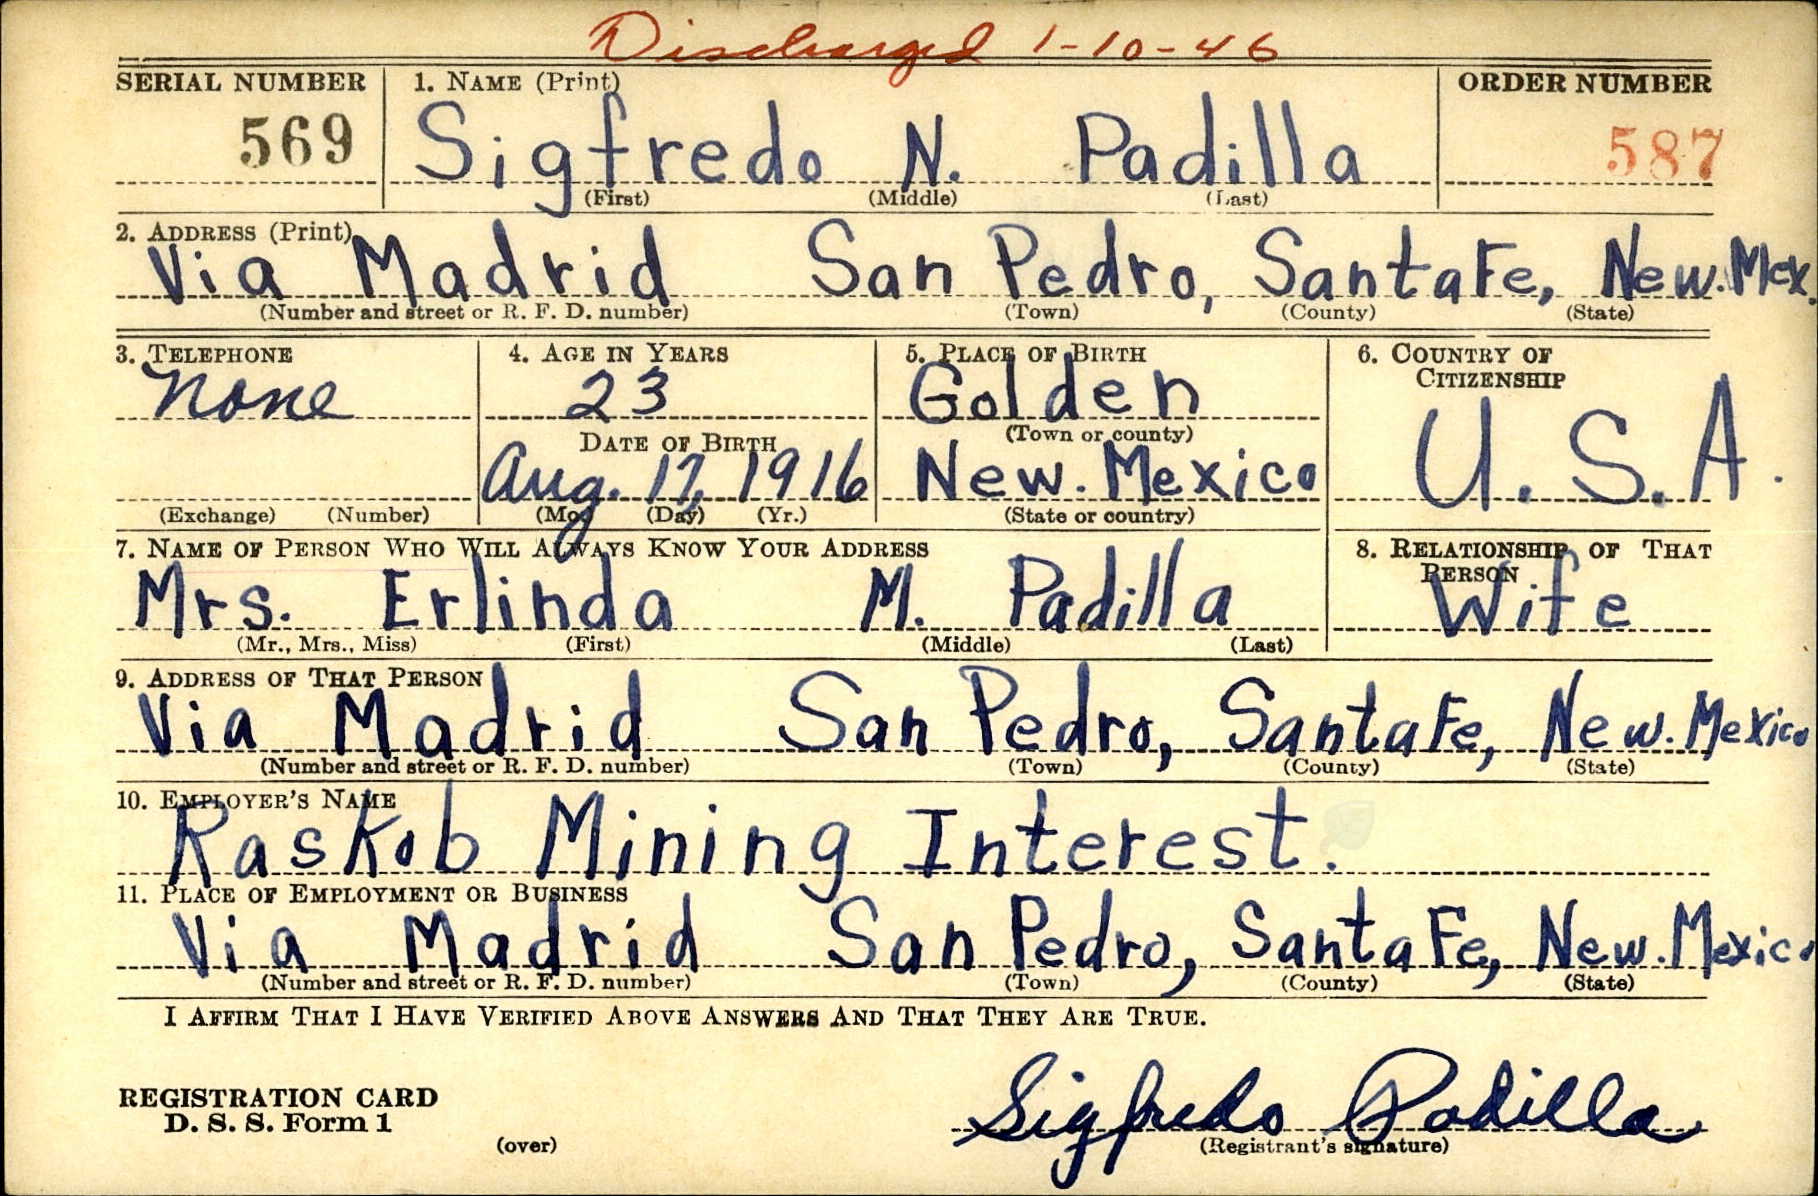 Discharged 1-10-46
SERIAL NUMBER 1. NAME (Print) ORDER NUMBER
569 Sigfredo N. Padilla 587
(First) (Middle) (Last)
2. ADDRESS (Print)
Via Madrid San Pedro, Santa Fe, New. Mex.
(Number and street or R. F. D. number) (Town) (County) (State)
3. TELEPHONE 4. AGE IN YEARS 5. PLACE OF BIRTH 6. COUNTRY OF CITIZENSHIP
None 23 Golden U.S.A.
(Town or county)
DATE OF BIRTH
Aug. 17, 1916 New. Mexico
(Exchange) (Number) (Mo.) (Day) (Yr.) (State or country)
7. NAME OF PERSON WHO WILL ALWAYS KNOW YOUR ADDRESS 8. RELATIONSHIP OF THAT PERSON
Mrs. Erlinda M. Padilla Wife
(Mr., Mrs., Miss) (First) (Middle) (Last)
9. ADDRESS OF THAT PERSON
Via Madrid San Pedro, Santa Fe, New. Mexico
(Number and street or R. F. D. number) (Town) (County) (State)
10. EMPLOYER'S NAME
Raskob Mining Interest.
11. PLACE OF EMPLOYMENT OR BUSINESS
Via Madrid San Pedro, Santa Fe, New. Mexico
(Number and street or R. F. D. number) (Town) (County) (State)
I AFFIRM THAT I HAVE VERIFIED ABOVE ANSWERS AND THAT THEY ARE TRUE.
REGISTRATION CARD
D. S. S. Form 1
Sigfredo Padilla
(over) (Registrant's signature)